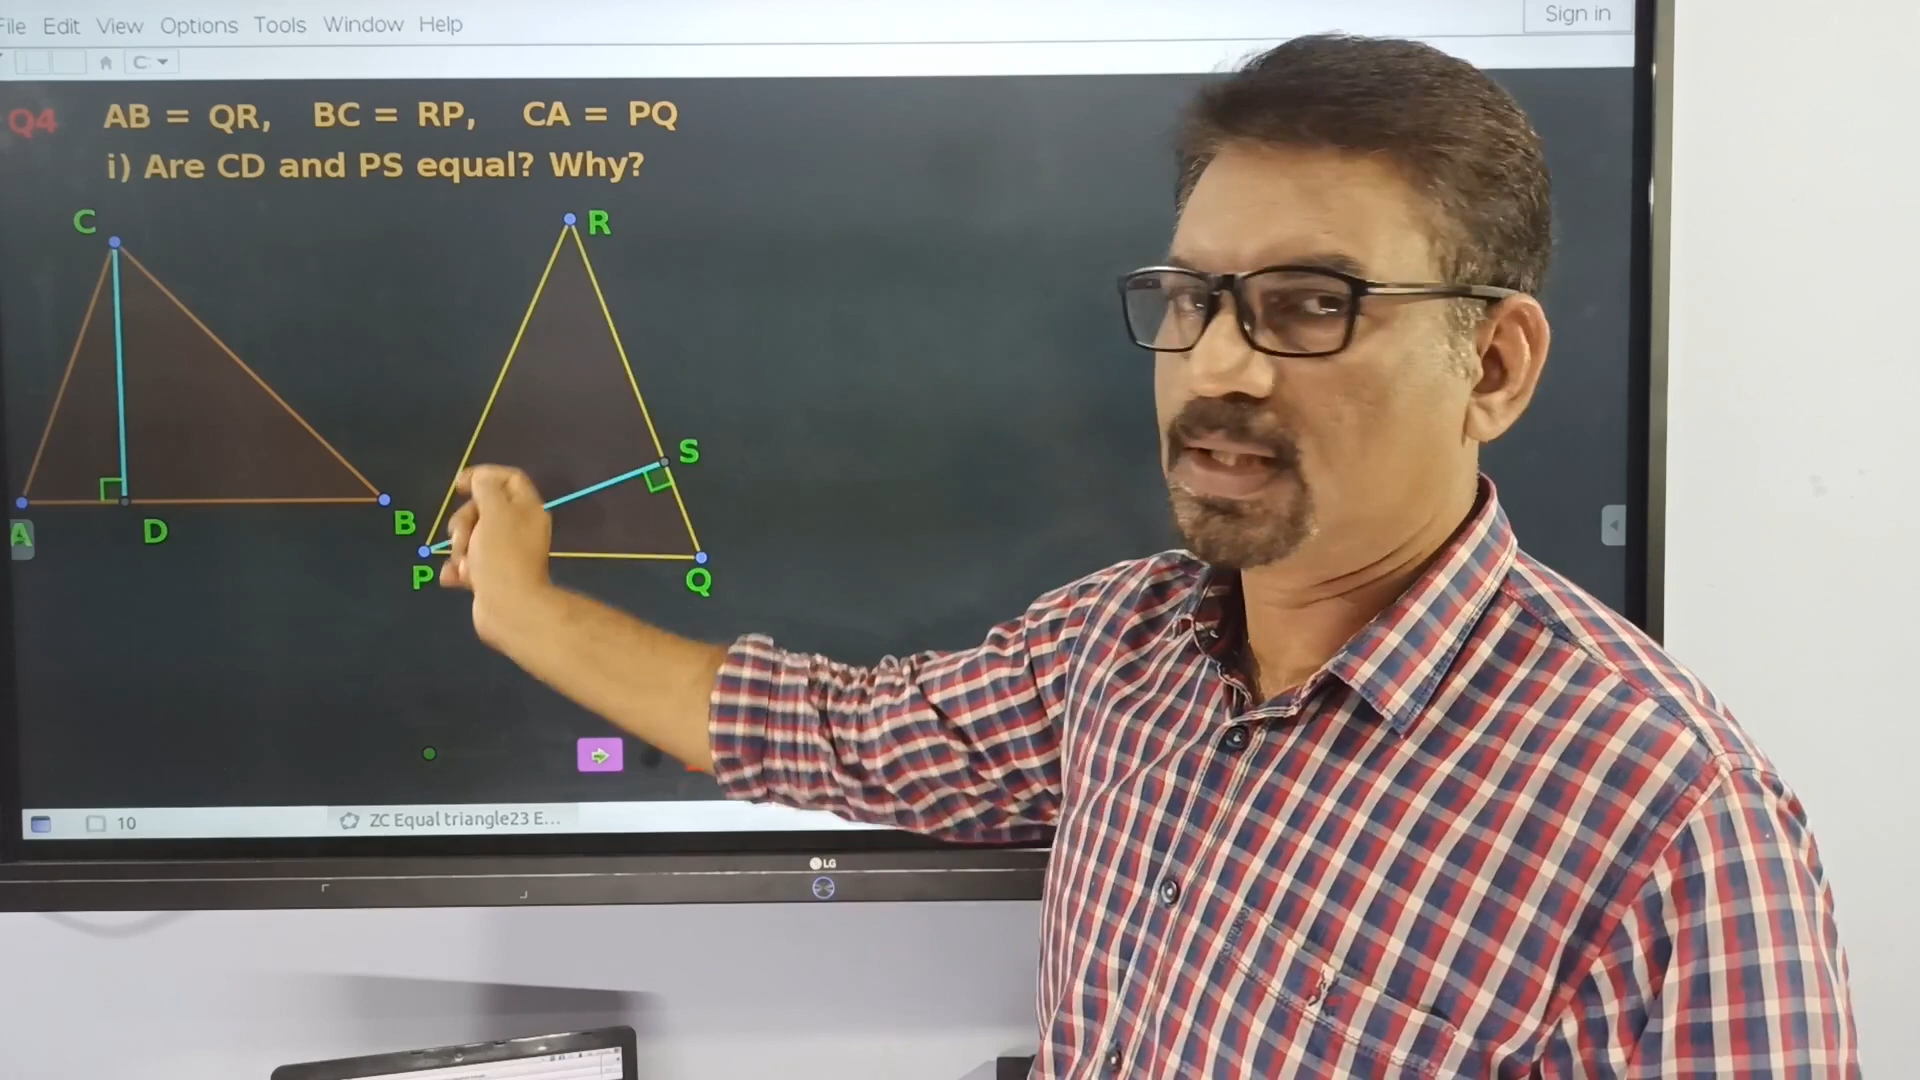 File Edit View Options Tools Window Help
Sign in
C:
Q4 AB = QR, BC = RP, CA = PQ
i) Are CD and PS equal? Why?
C
R
S
A
D
B
P
Q
10
ZC Equal triangle23 E...
LG